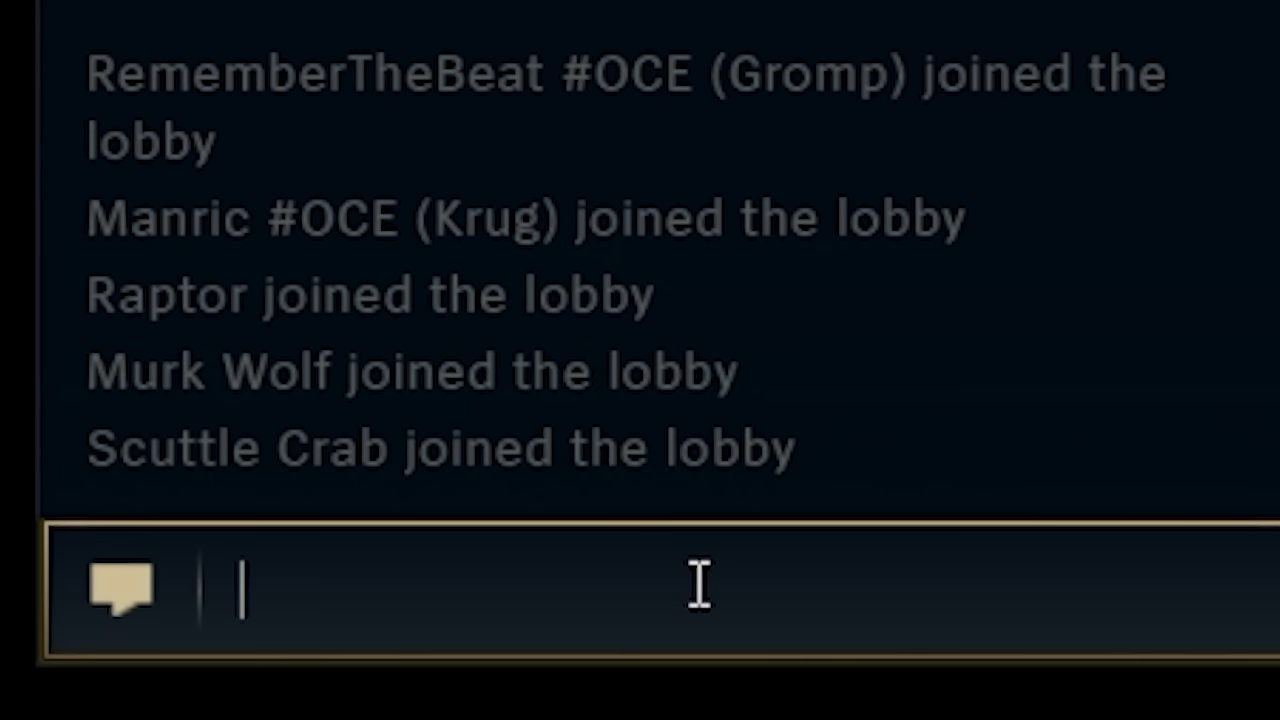 RememberTheBeat #OCE (Gromp) joined the
lobby
Manric #OCE (Krug) joined the lobby
Raptor joined the lobby
Murk Wolf joined the lobby
Scuttle Crab joined the lobby